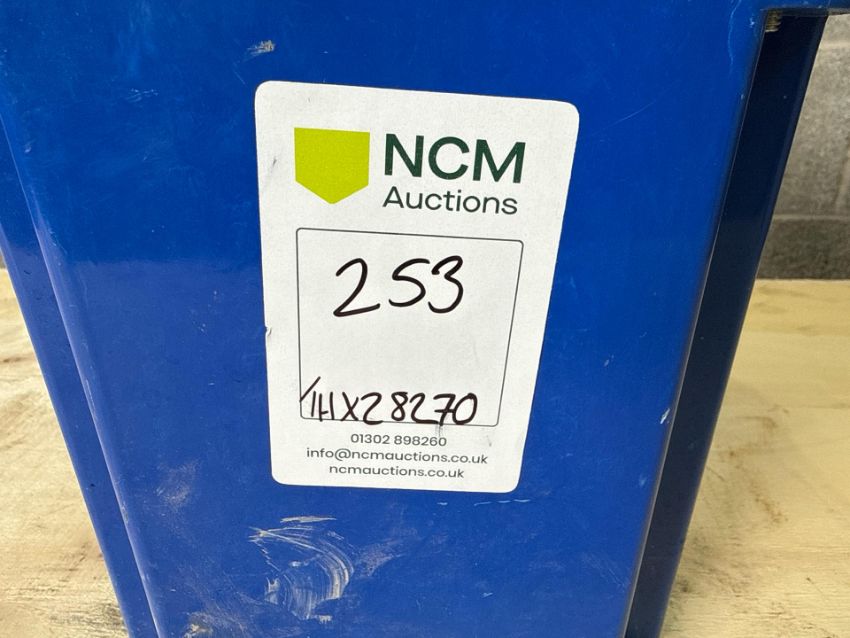 NCM
Auctions
253
1HX28270
01302 898260
info@ncmauctions.co.uk
ncmauctions.co.uk